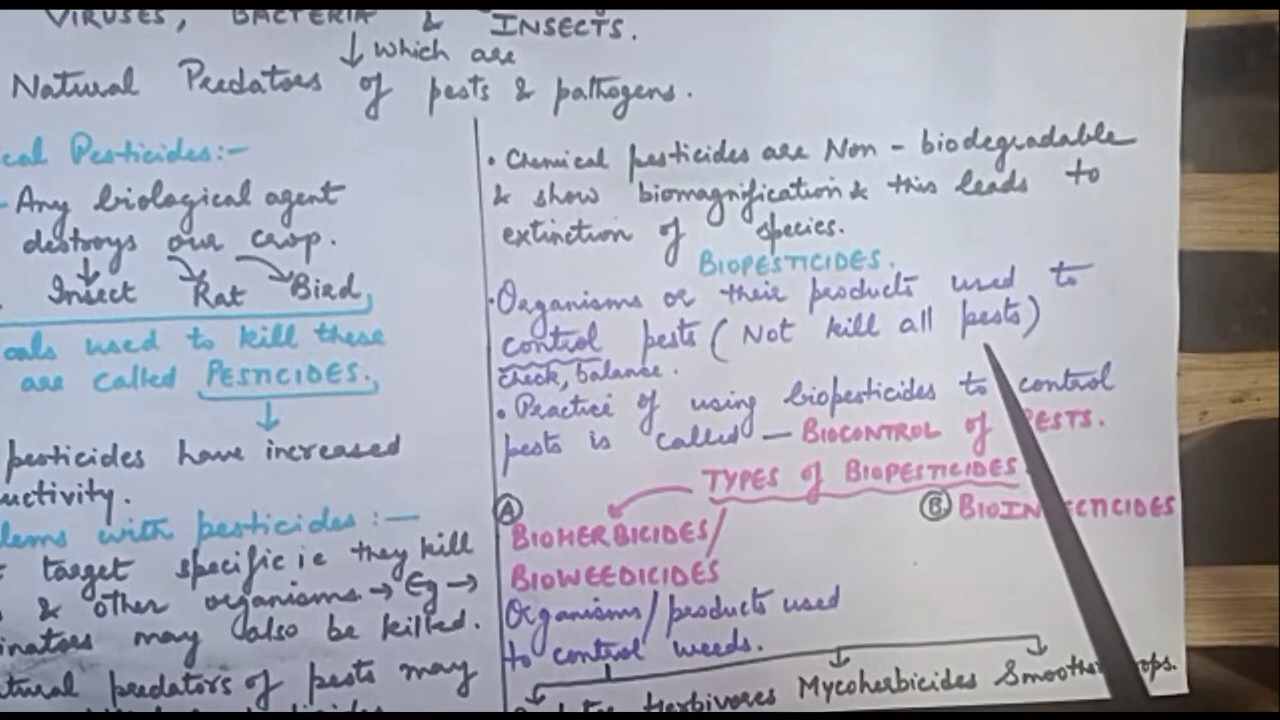 VIRUSES, BACTERIA & INSECTS.
↓ which are
Natural Predators of pests & pathogens.
cal Pesticides:-
- Any biological agent
destroys our crop.
Insect Rat Bird,
cals used to kill these
are called PESTICIDES.
pesticides have increased
uctivity.
lems with pesticides :-
target specific i.e they kill
& other organisms → Eg →
inators may also be killed.
tural predators of pests may
• Chemical pesticides are Non-biodegradable
& show biomagnification & this leads to
extinction of species.
BIOPESTICIDES.
• Organisms or their products used to
control pests (Not kill all pests)
check, balance.
• Practice of using biopesticides to control
pests is called - BIOCONTROL of PESTS.
TYPES of BIOPESTICIDES
Ⓐ BIOHERBICIDES/
BIOWEEDICIDES
Ⓑ BIOIN ECTICIDES
Organisms/products used
to control weeds.
Herbivores Mycoherbicides Smother ops.